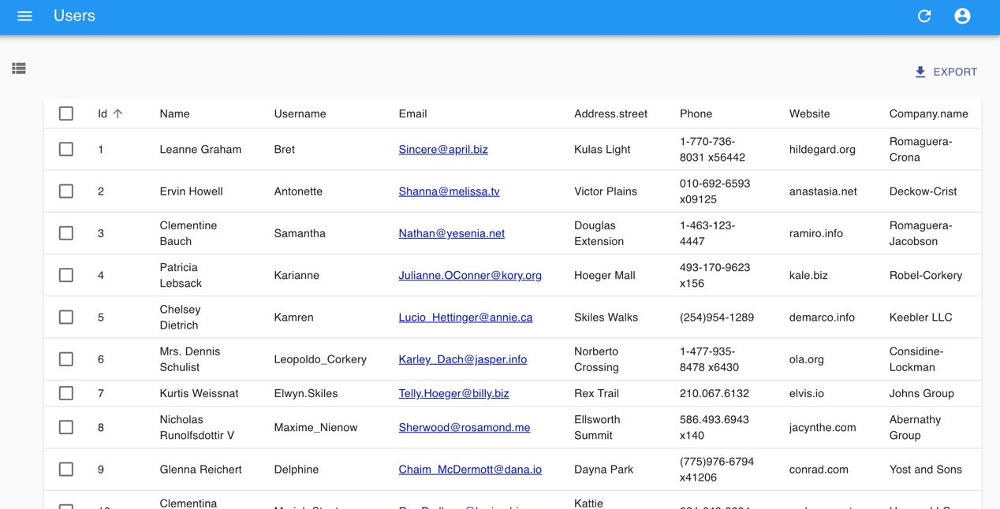 Users
EXPORT
Id Name Username Email Address.street Phone Website Company.name
1 Leanne Graham Bret Sincere@april.biz Kulas Light 1-770-736-8031 x56442 hildegard.org Romaguera-Crona
2 Ervin Howell Antonette Shanna@melissa.tv Victor Plains 010-692-6593 x09125 anastasia.net Deckow-Crist
3 Clementine Bauch Samantha Nathan@yesenia.net Douglas Extension 1-463-123-4447 ramiro.info Romaguera-Jacobson
4 Patricia Lebsack Karianne Julianne.OConner@kory.org Hoeger Mall 493-170-9623 x156 kale.biz Robel-Corkery
5 Chelsey Dietrich Kamren Lucio_Hettinger@annie.ca Skiles Walks (254)954-1289 demarco.info Keebler LLC
6 Mrs. Dennis Schulist Leopoldo_Corkery Karley_Dach@jasper.info Norberto Crossing 1-477-935-8478 x6430 ola.org Considine-Lockman
7 Kurtis Weissnat Elwyn.Skiles Telly.Hoeger@billy.biz Rex Trail 210.067.6132 elvis.io Johns Group
8 Nicholas Runolfsdottir V Maxime_Nienow Sherwood@rosamond.me Ellsworth Summit 586.493.6943 x140 jacynthe.com Abernathy Group
9 Glenna Reichert Delphine Chaim_McDermott@dana.io Dayna Park (775)976-6794 x41206 conrad.com Yost and Sons
Clementina Kattie